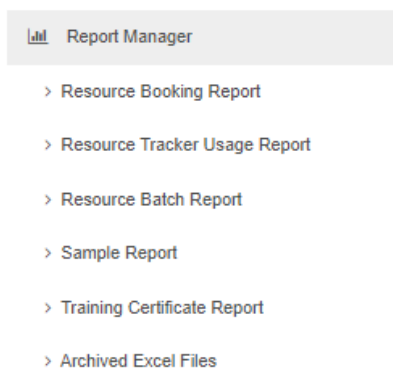 Report Manager
Resource Booking Report
Resource Tracker Usage Report
Resource Batch Report
Sample Report
Training Certificate Report
Archived Excel Files